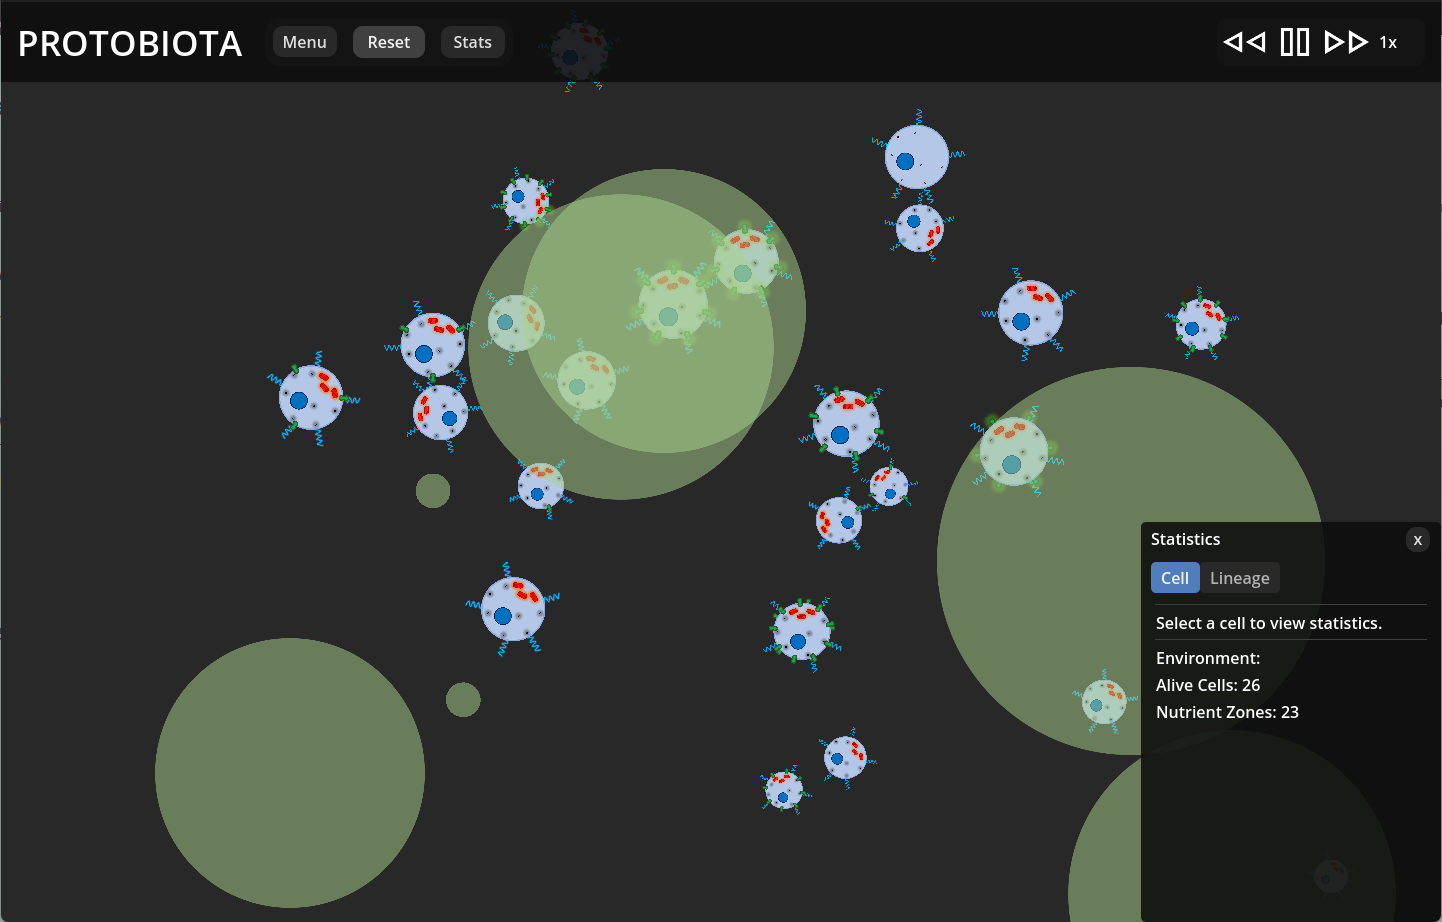 PROTOBIOTA Menu Reset Stats 1x
Statistics x
Cell Lineage
Select a cell to view statistics.
Environment:
Alive Cells: 26
Nutrient Zones: 23